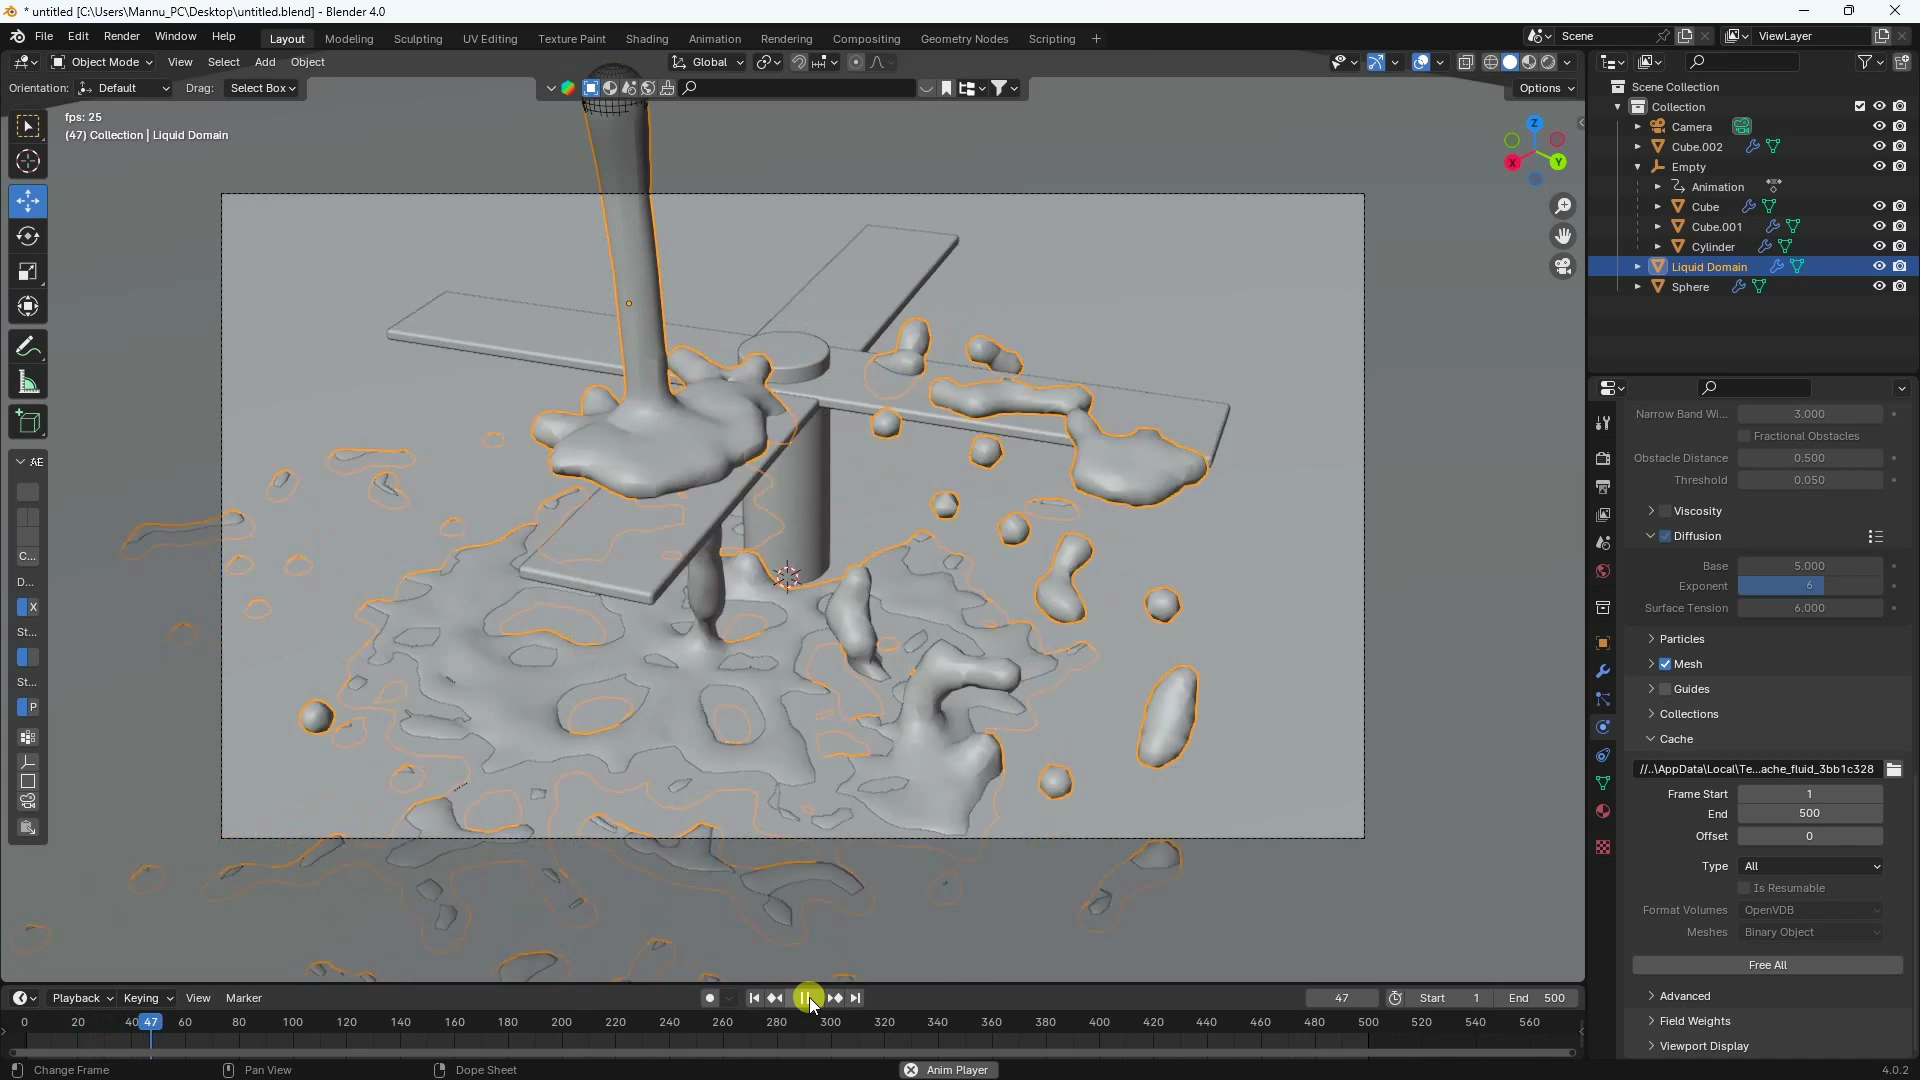 * untitled [C:\Users\Mannu_PC\Desktop\untitled.blend] - Blender 4.0
File Edit Render Window Help
Layout Modeling Sculpting UV Editing Texture Paint Shading Animation Rendering Compositing Geometry Nodes Scripting +
Scene
ViewLayer
Object Mode View Select Add Object
Global
Orientation: Default Drag: Select Box
Options
fps: 25
(47) Collection | Liquid Domain
Z
X
Y
Scene Collection
Collection
Camera
Cube.002
Empty
Animation
Cube
Cube.001
Cylinder
Liquid Domain
Sphere
AE
C...
D...
X
St...
St...
P
Narrow Band Wi... 3.000
Fractional Obstacles
Obstacle Distance 0.500
Threshold 0.050
Viscosity
Diffusion
Base 5.000
Exponent 6
Surface Tension 6.000
Particles
Mesh
Guides
Collections
Cache
//..\AppData\Local\Te...ache_fluid_3bb1c328
Frame Start 1
End 500
Offset 0
Type All
Is Resumable
Format Volumes OpenVDB
Meshes Binary Object
Free All
Advanced
Field Weights
Viewport Display
Playback Keying View Marker
47
Start 1
End 500
0 20 40 47 60 80 100 120 140 160 180 200 220 240 260 280 300 320 340 360 380 400 420 440 460 480 500 520 540 560
Change Frame Pan View Dope Sheet Anim Player 4.0.2